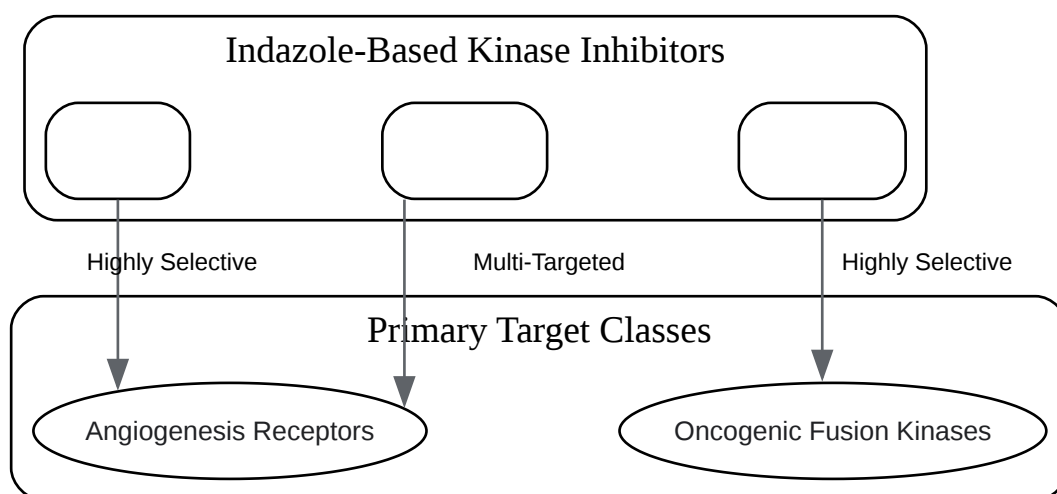 Indazole-Based Kinase Inhibitors
Highly Selective
Multi-Targeted
Highly Selective
Primary Target Classes
Angiogenesis Receptors
Oncogenic Fusion Kinases